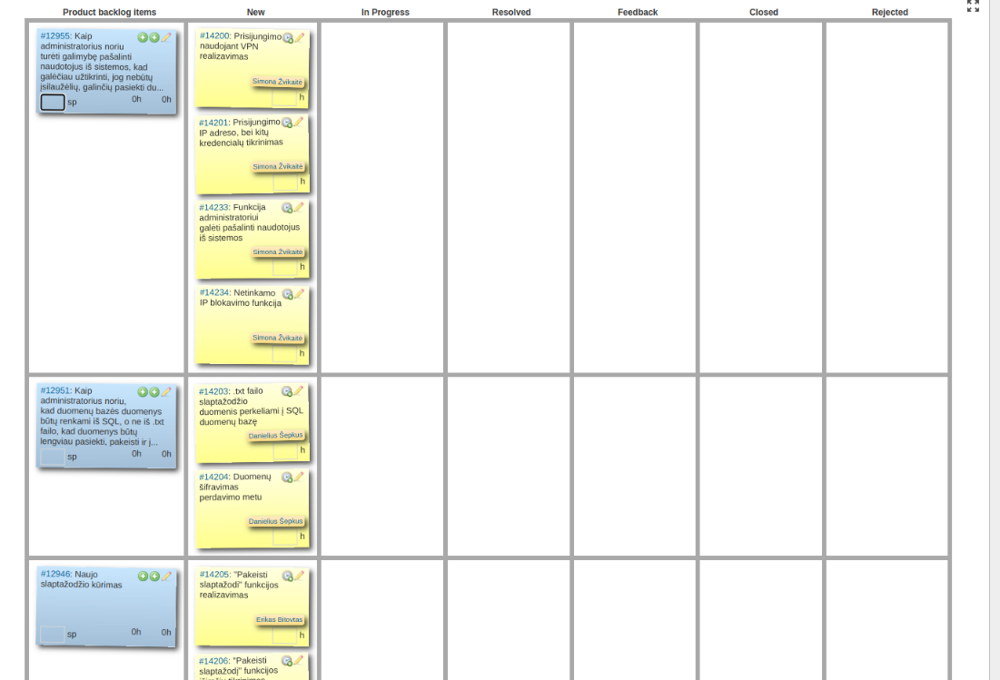 Product backlog items
New
In Progress
Resolved
Feedback
Closed
Rejected
#12955: Kaip
administratorius noriu
turėti galimybę pašalinti
naudotojus iš sistemos, kad
galėčiau užtikrinti, jog nebūtų
įsilaužėlių, galinčių pasiekti du...
sp
0h
0h
#14200: Prisijungimo
naudojant VPN
realizavimas
Simona Žvikaitė
h
#14201: Prisijungimo
IP adreso, bei kitų
kredencialų tikrinimas
Simona Žvikaitė
h
#14233: Funkcija
administratoriui
galėti pašalinti naudotojus
iš sistemos
Simona Žvikaitė
h
#14234: Netinkamo
IP blokavimo funkcija
Simona Žvikaitė
h
#12951: Kaip
administratorius noriu,
kad duomenų bazės duomenys
būtų renkami iš SQL, o ne iš .txt
failo, kad duomenys būtų
lengviau pasiekti, pakeisti ir į...
sp
0h
0h
#14203: .txt failo
slaptažodžio
duomenis perkeliami į SQL
duomenų bazę
Danielius Šepkus
h
#14204: Duomenų
šifravimas
perdavimo metu
Danielius Šepkus
h
#12946: Naujo
slaptažodžio kūrimas
sp
0h
0h
#14205: "Pakeisti
slaptažodį" funkcijos
realizavimas
Erikas Bitovtas
h
#14206: "Pakeisti
slaptažodį" funkcijos